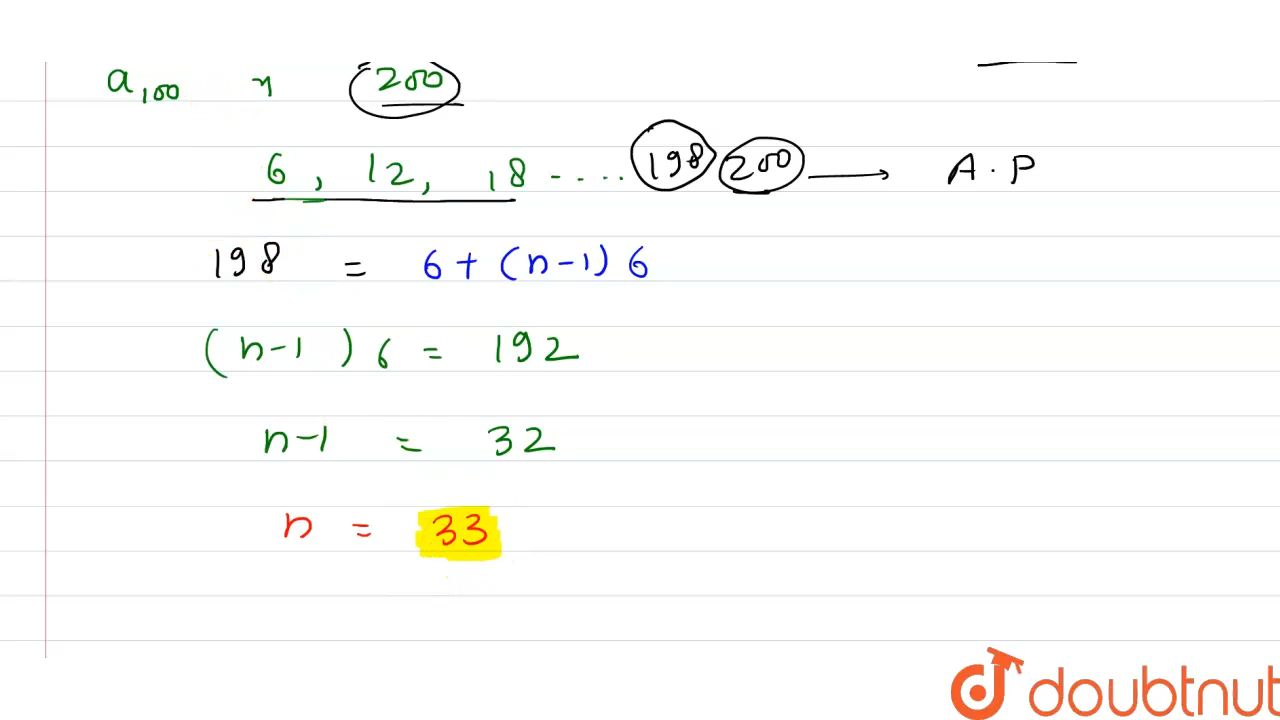 a100 n 200
6, 12, 18 ---- 198 200 → A.P
198 = 6 + (n-1) 6
(n-1) 6 = 192
n-1 = 32
n = 33
doubtnut